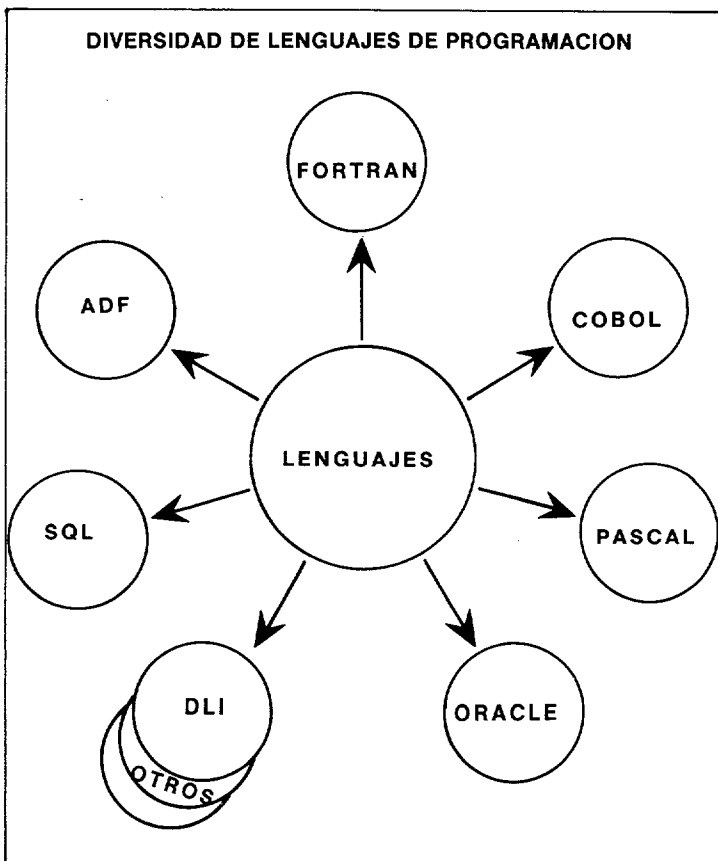 DIVERSIDAD DE LENGUAJES DE PROGRAMACION
FORTRAN
ADF
COBOL
LENGUAJES
SQL
PASCAL
DLI
ORACLE
OTROS